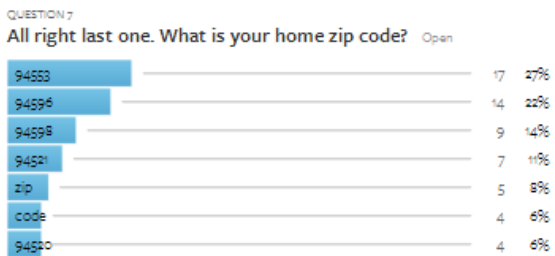 QUESTION 7
All right last one. What is your home zip code? Open
94553 17 27%
94596 14 22%
94598 9 14%
94521 7 11%
zip 5 8%
code 4 6%
94520 4 6%